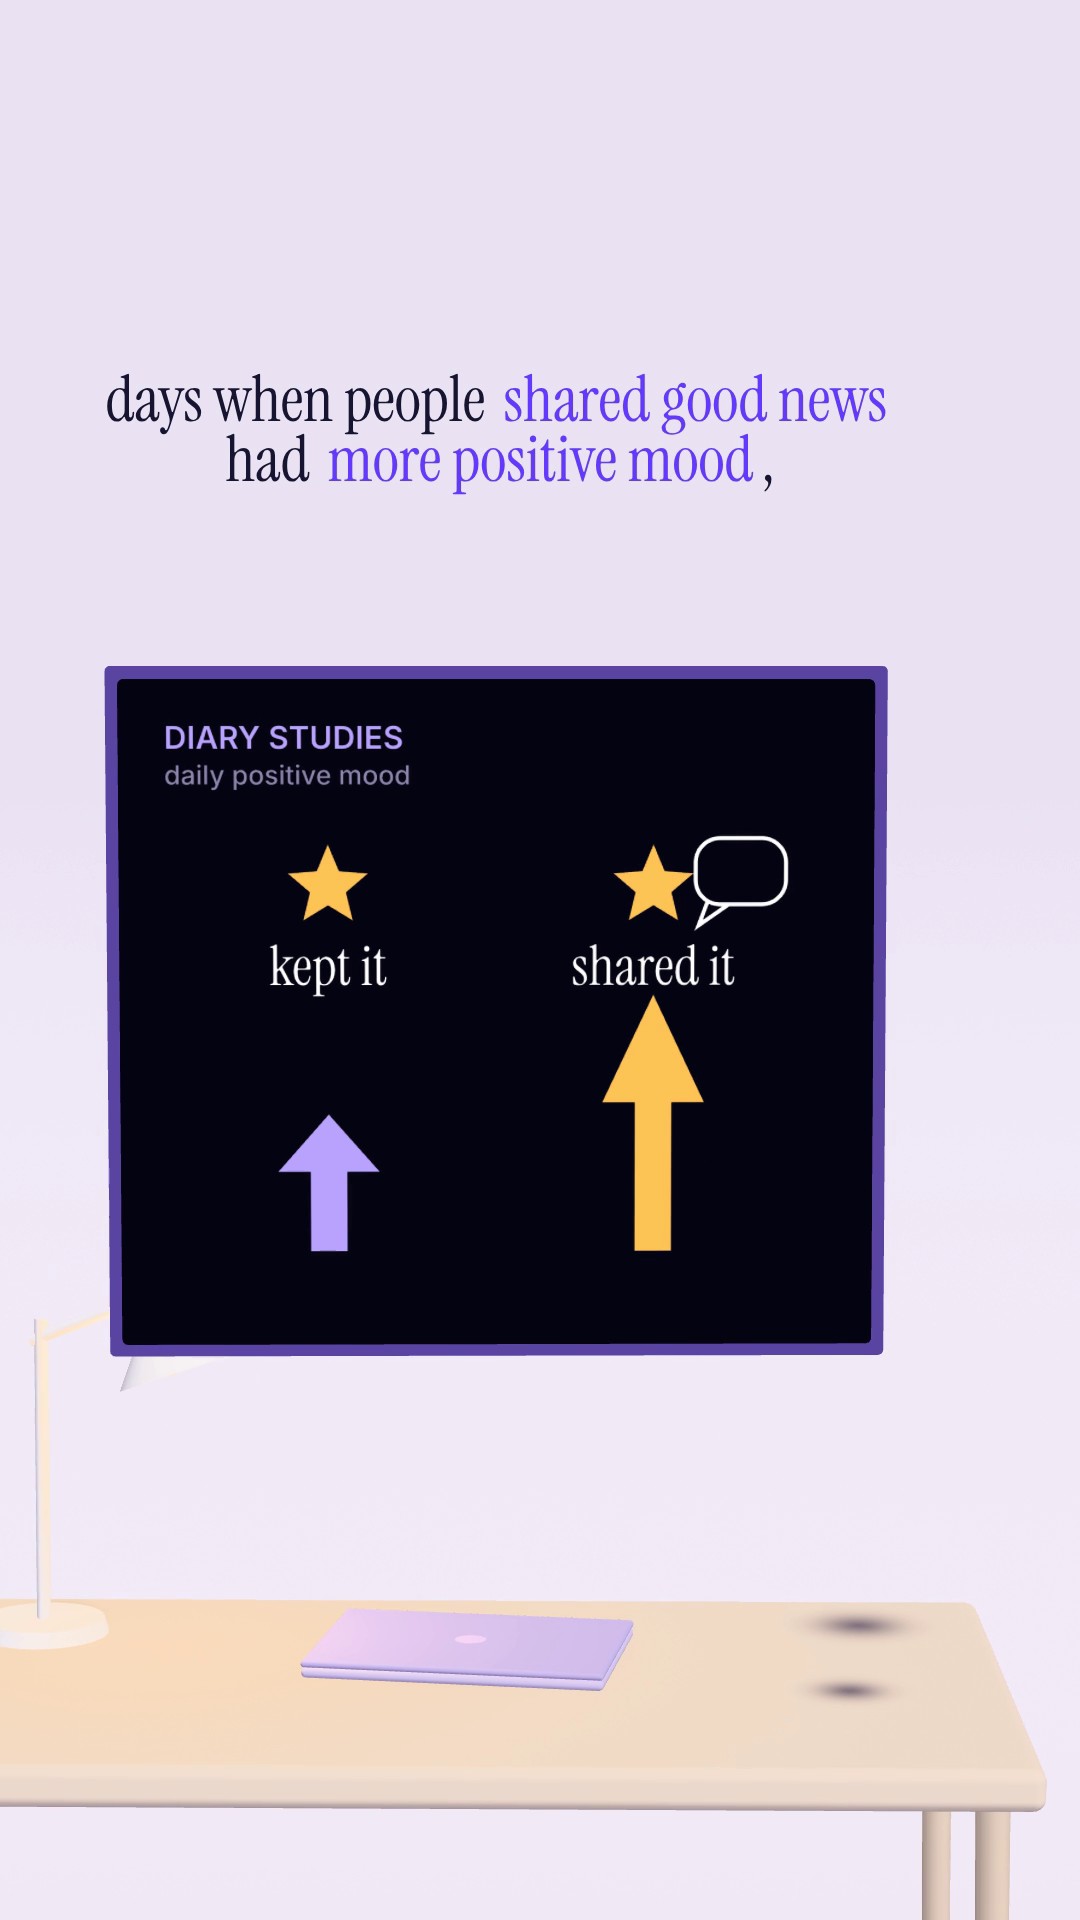 days when people shared good news
had more positive mood,
DIARY STUDIES
daily positive mood
kept it
shared it